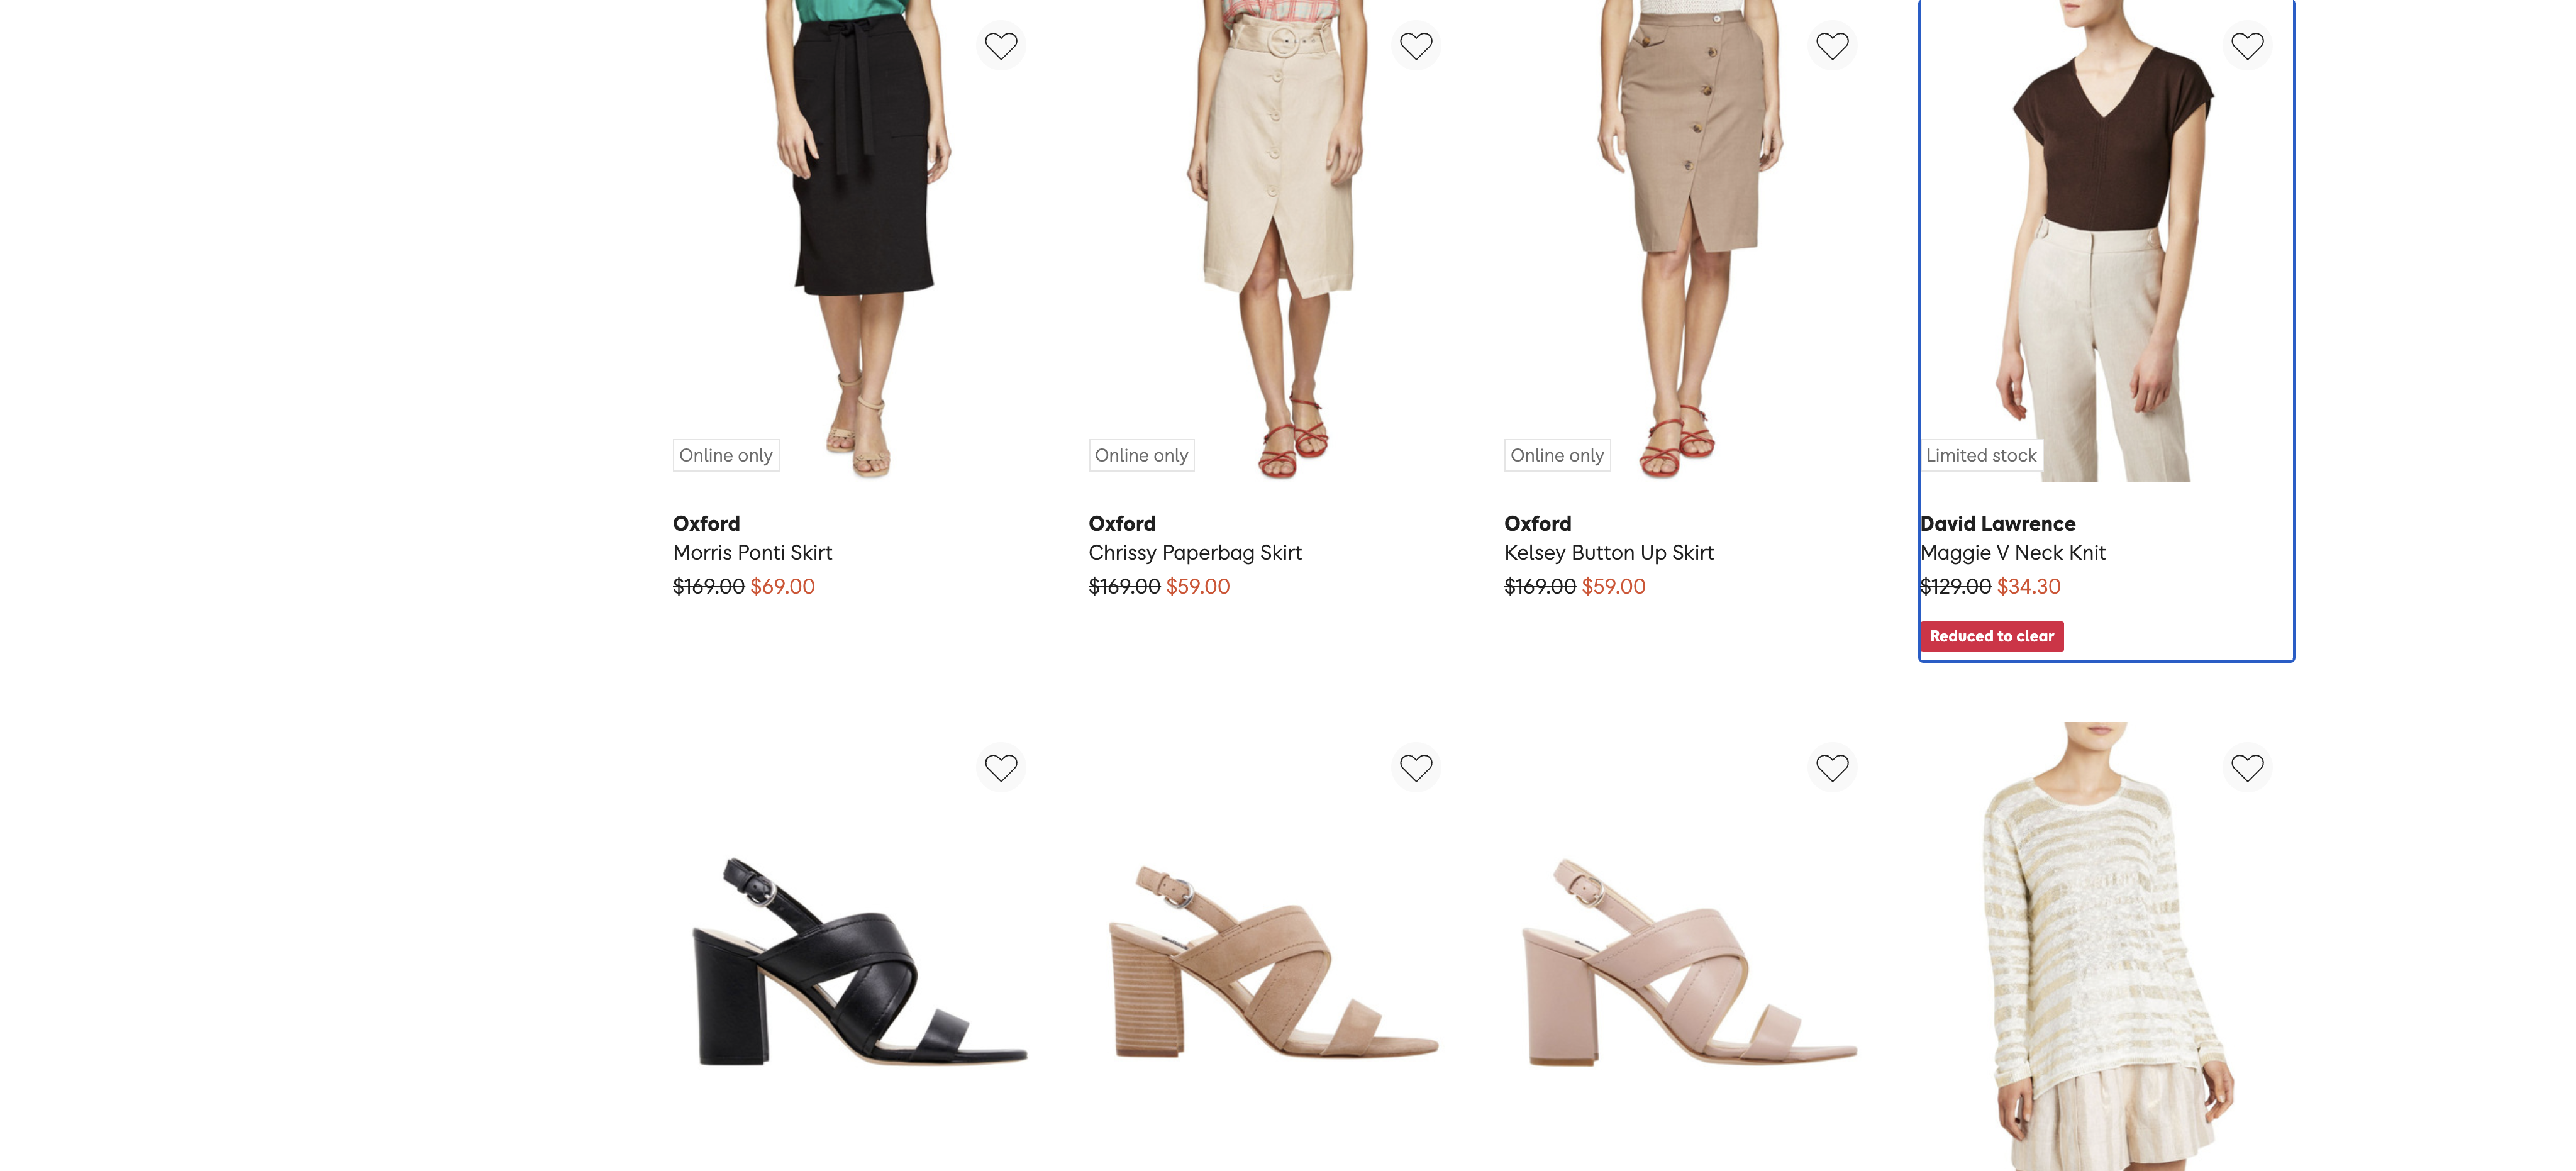 Online only
Oxford
Morris Ponti Skirt
$169.00 $69.00
Online only
Oxford
Chrissy Paperbag Skirt
$169.00 $59.00
Online only
Oxford
Kelsey Button Up Skirt
$169.00 $59.00
Limited stock
David Lawrence
Maggie V Neck Knit
$129.00 $34.30
Reduced to clear